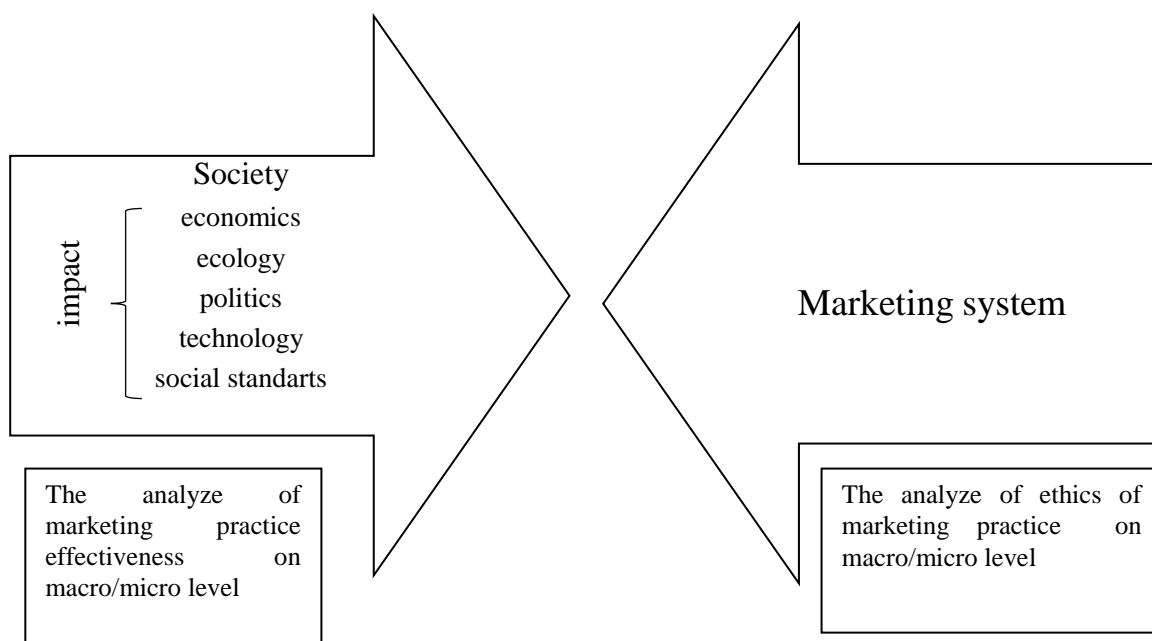 Society
impact
economics
ecology
politics
technology
social standarts
Marketing system
The analyze of
marketing practice
effectiveness on
macro/micro level
The analyze of ethics of
marketing practice on
macro/micro level